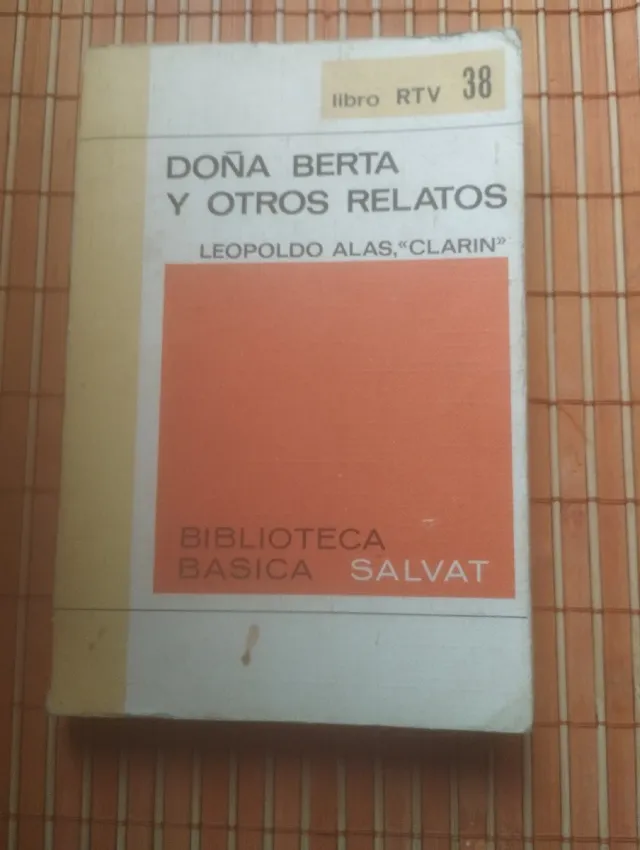 libro RTV 38
DOÑA BERTA
Y OTROS RELATOS
LEOPOLDO ALAS, «CLARIN»
BIBLIOTECA
BASICA SALVAT